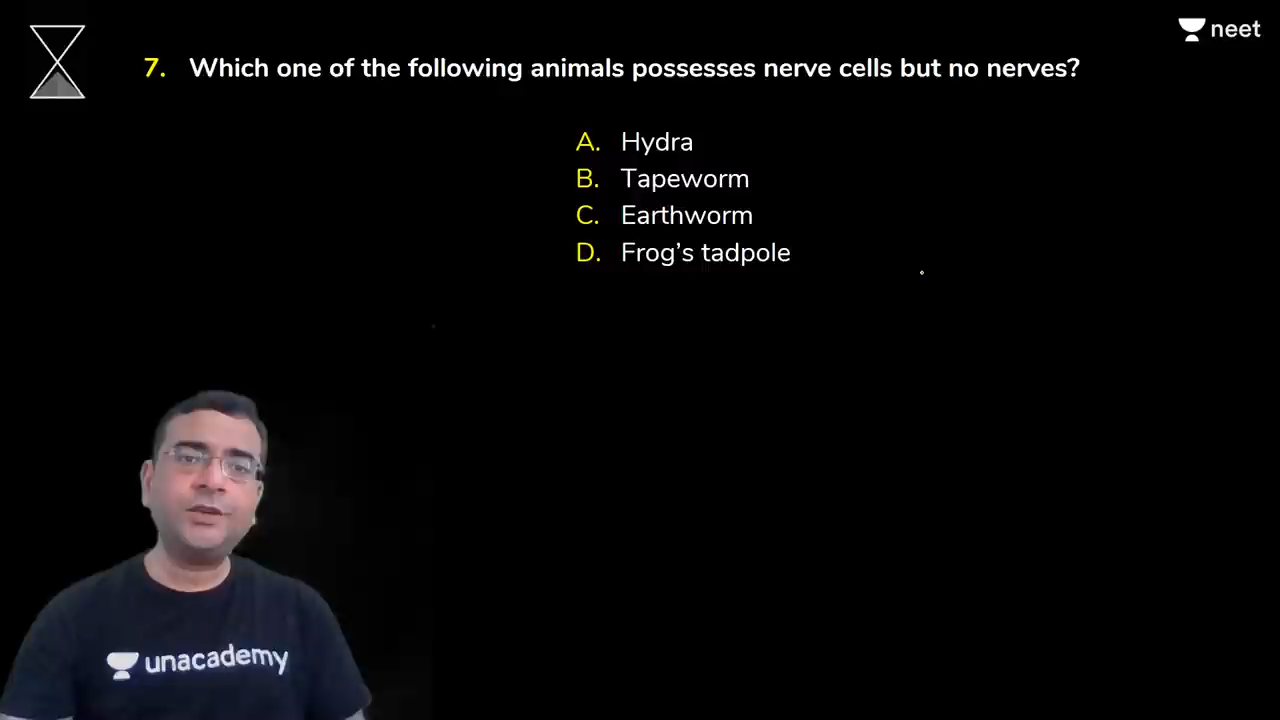 neet
7. Which one of the following animals possesses nerve cells but no nerves?
A. Hydra
B. Tapeworm
C. Earthworm
D. Frog’s tadpole
unacademy